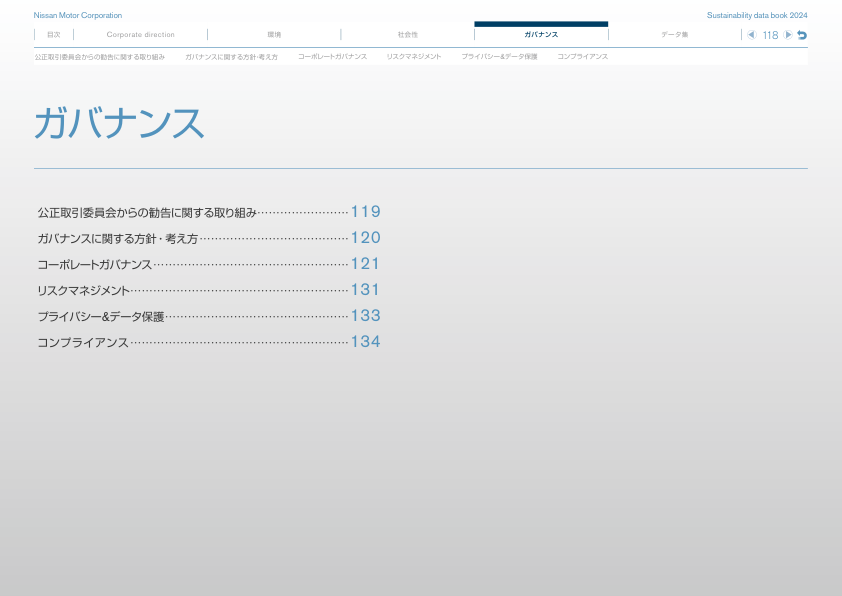 Nissan Motor Corporation
Sustainability data book 2024
目次 Corporate direction 環境 社会性 ガバナンス データ集 118
公正取引委員会からの勧告に関する取り組み ガバナンスに関する方針・考え方 コーポレートガバナンス リスクマネジメント プライバシー&データ保護 コンプライアンス
ガバナンス
公正取引委員会からの勧告に関する取り組み……………………119
ガバナンスに関する方針・考え方…………………………………120
コーポレートガバナンス……………………………………………121
リスクマネジメント…………………………………………………131
プライバシー&データ保護…………………………………………133
コンプライアンス……………………………………………………134